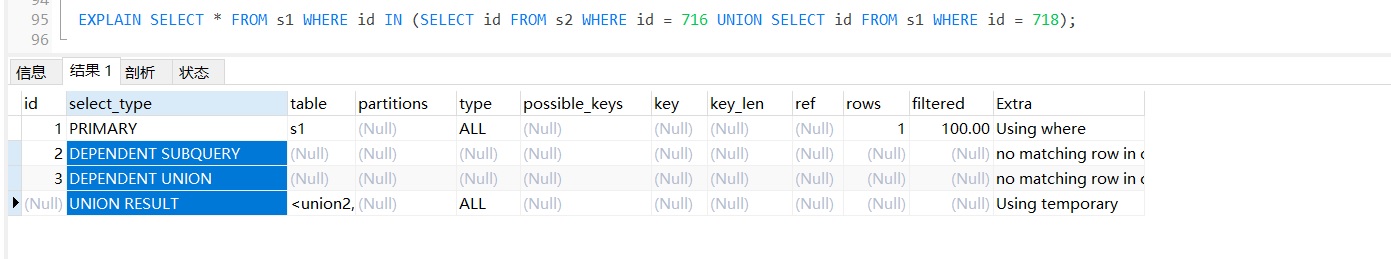 95 EXPLAIN SELECT * FROM s1 WHERE id IN (SELECT id FROM s2 WHERE id = 716 UNION SELECT id FROM s1 WHERE id = 718);
96
信息 结果 1 剖析 状态
id select_type table partitions type possible_keys key key_len ref rows filtered Extra
1 PRIMARY s1 (Null) ALL (Null) (Null) (Null) (Null) 1 100.00 Using where
2 DEPENDENT SUBQUERY (Null) (Null) (Null) (Null) (Null) (Null) (Null) (Null) (Null) no matching row in
3 DEPENDENT UNION (Null) (Null) (Null) (Null) (Null) (Null) (Null) (Null) (Null) no matching row in
(Null) UNION RESULT <union2, (Null) ALL (Null) (Null) (Null) (Null) (Null) (Null) Using temporary